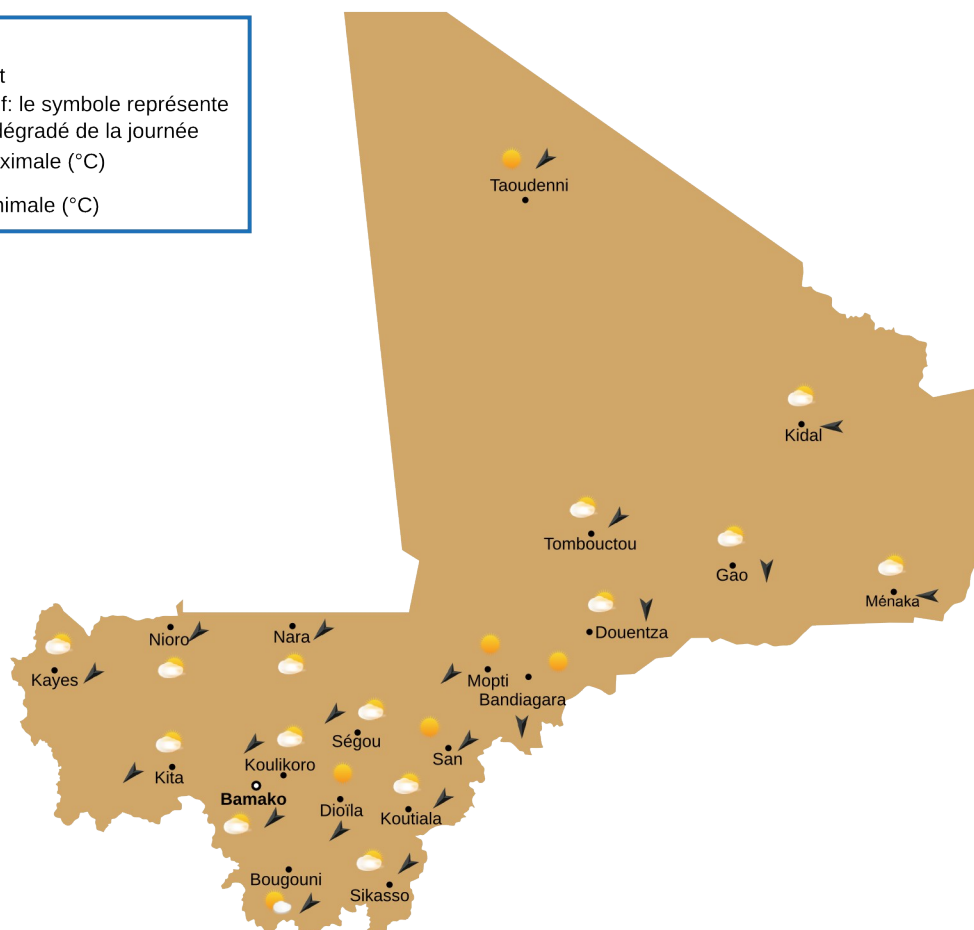 t
f: le symbole représente
dégradé de la journée
ximale (°C)
nimale (°C)
Taoudenni
Kidal
Tombouctou
Gao
Ménaka
Douentza
Nioro
Nara
Kayes
Mopti
Bandiagara
Ségou
San
Koulikoro
Kita
Bamako
Dioïla
Koutiala
Bougouni
Sikasso